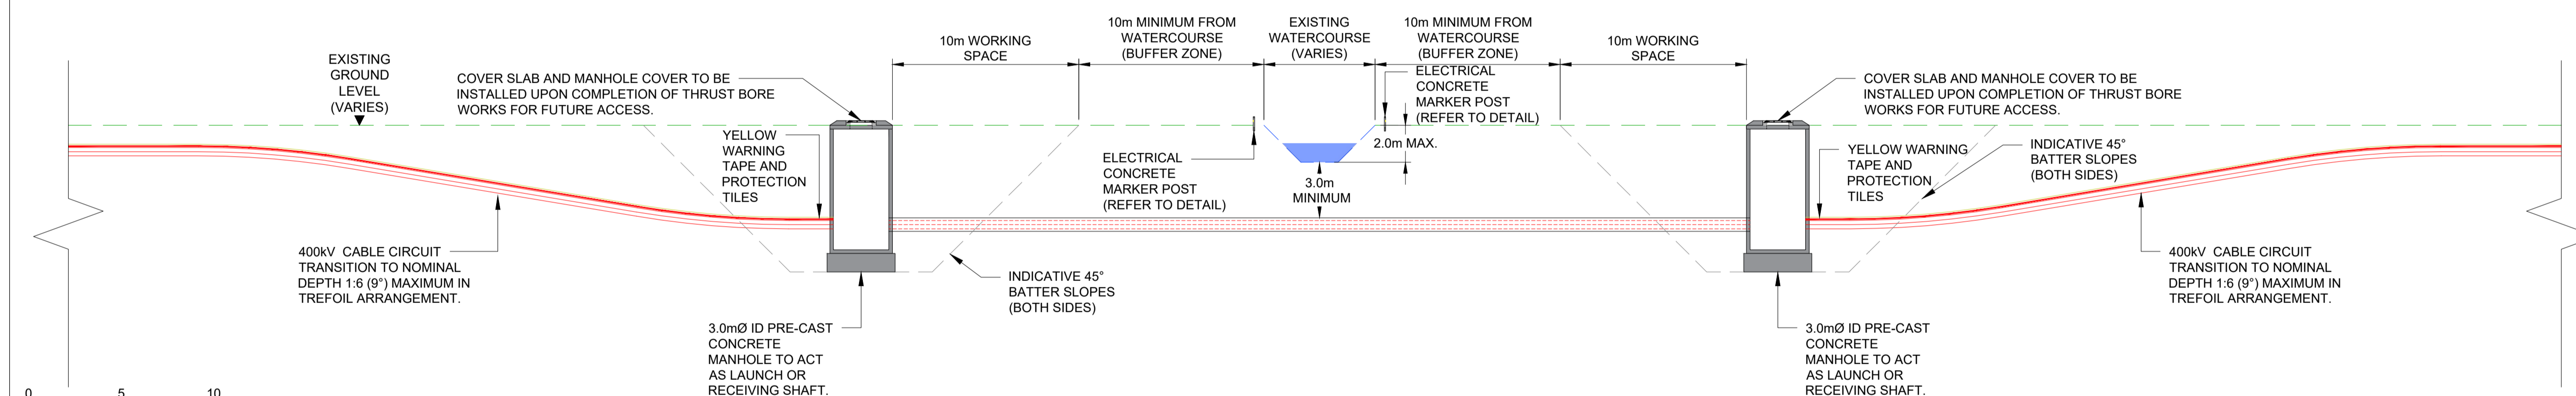 EXISTING
GROUND
LEVEL
(VARIES)
COVER SLAB AND MANHOLE COVER TO BE
INSTALLED UPON COMPLETION OF THRUST BORE
WORKS FOR FUTURE ACCESS.
10m WORKING
SPACE
10m MINIMUM FROM
WATERCOURSE
(BUFFER ZONE)
EXISTING
WATERCOURSE
(VARIES)
10m MINIMUM FROM
WATERCOURSE
(BUFFER ZONE)
10m WORKING
SPACE
ELECTRICAL
CONCRETE
MARKER POST
(REFER TO DETAIL)
2.0m MAX.
COVER SLAB AND MANHOLE COVER TO BE
INSTALLED UPON COMPLETION OF THRUST BORE
WORKS FOR FUTURE ACCESS.
YELLOW
WARNING
TAPE AND
PROTECTION
TILES
ELECTRICAL
CONCRETE
MARKER POST
(REFER TO DETAIL)
3.0m
MINIMUM
YELLOW WARNING
TAPE AND
PROTECTION
TILES
INDICATIVE 45°
BATTER SLOPES
(BOTH SIDES)
400kV CABLE CIRCUIT
TRANSITION TO NOMINAL
DEPTH 1:6 (9°) MAXIMUM IN
TREFOIL ARRANGEMENT.
INDICATIVE 45°
BATTER SLOPES
(BOTH SIDES)
400kV CABLE CIRCUIT
TRANSITION TO NOMINAL
DEPTH 1:6 (9°) MAXIMUM IN
TREFOIL ARRANGEMENT.
3.0mØ ID PRE-CAST
CONCRETE
MANHOLE TO ACT
AS LAUNCH OR
RECEIVING SHAFT.
3.0mØ ID PRE-CAST
CONCRETE
MANHOLE TO ACT
AS LAUNCH OR
RECEIVING SHAFT.
0 5 10